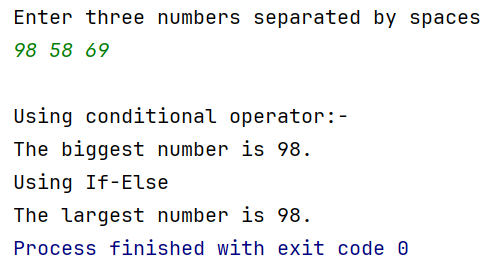 Enter three numbers separated by spaces
98 58 69
Using conditional operator:-
The biggest number is 98.
Using If-Else
The largest number is 98.
Process finished with exit code 0